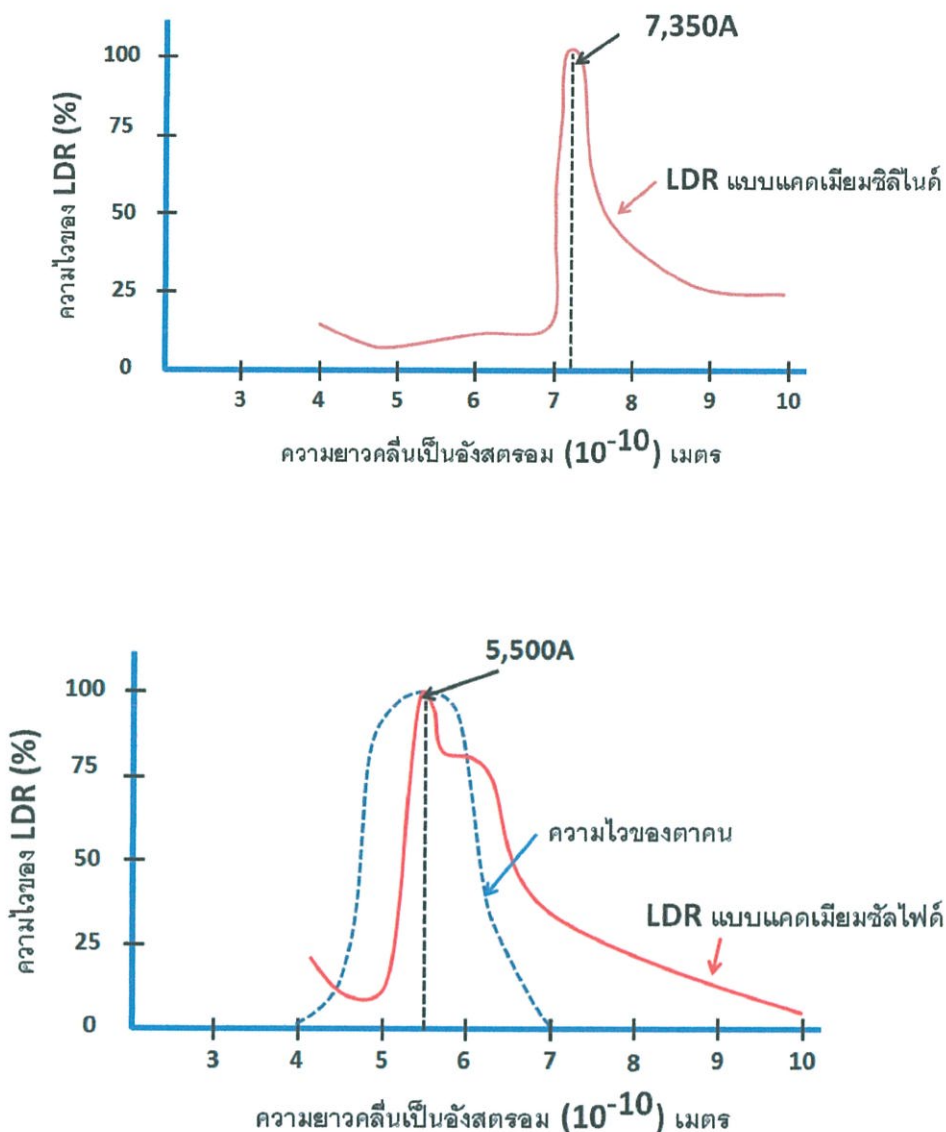 7,350A
ความไวของ LDR (%)
100
75
50
25
0
LDR แบบแคดเมียมซิลิไนด์
3 4 5 6 7 8 9 10
ความยาวคลื่นเป็นอังสตรอม (10-10) เมตร
5,500A
ความไวของ LDR (%)
100
75
50
25
0
ความไวของตาคน
LDR แบบแคดเมียมซัลไฟด์
3 4 5 6 7 8 9 10
ความยาวคลื่นเป็นอังสตรอม (10-10) เมตร